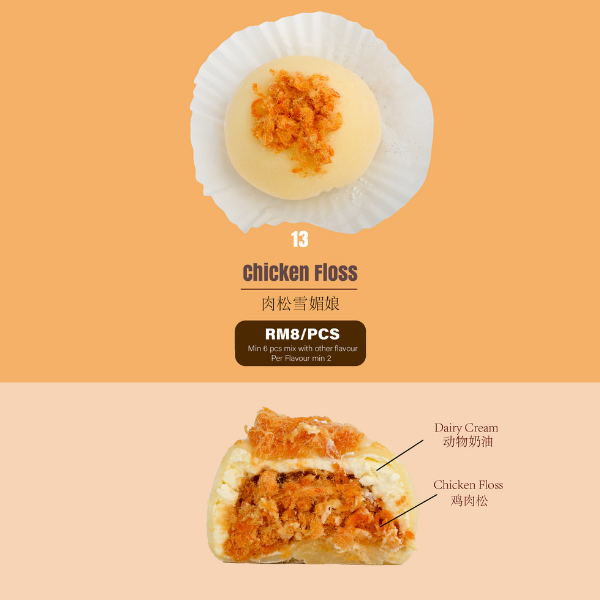 13
Chicken Floss
肉松雪媚娘
RM8/PCS
Min 6 pcs mix with other flavour
Per Flavour min 2
Dairy Cream
动物奶油
Chicken Floss
鸡肉松